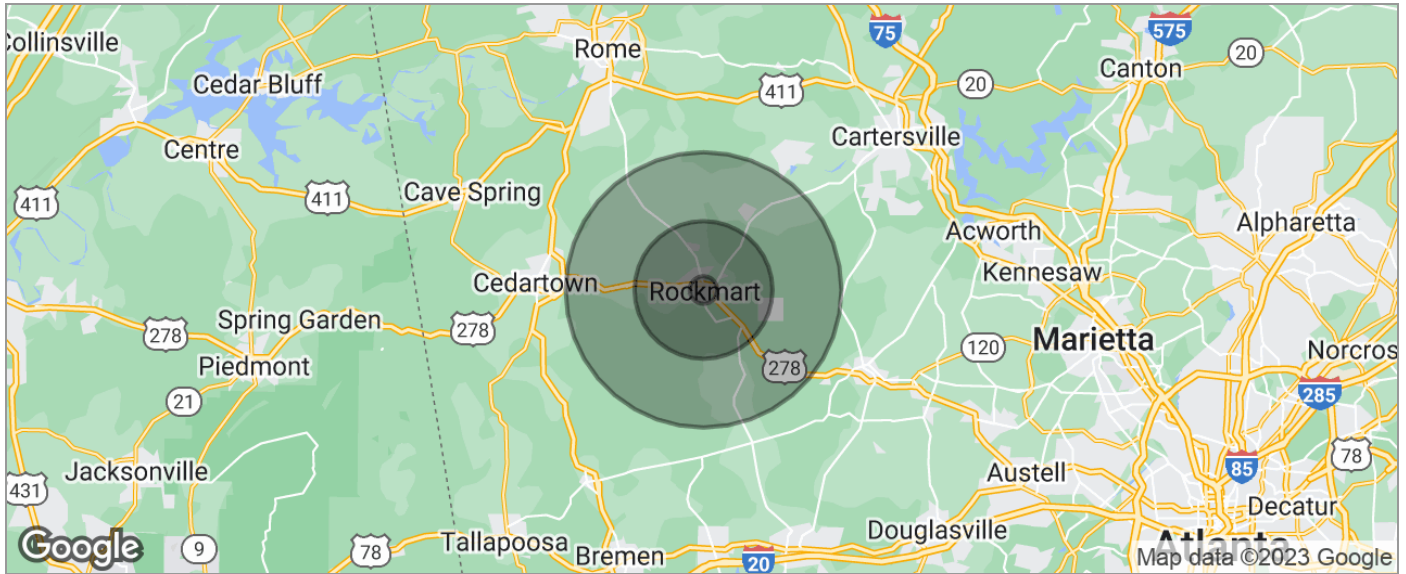 Collinsville
Rome
75
575
20
Canton
Cedar Bluff
411
20
Cartersville
Centre
411
411
Cave Spring
Alpharetta
Acworth
Kennesaw
Cedartown
Rockmart
278
Spring Garden
278
278
Piedmont
120
Marietta
Norcros
285
21
Jacksonville
431
Austell
85
78
Decatur
Google
9
78
Tallapoosa
Bremen
20
Douglasville
Atlanta
Map data ©2023 Google